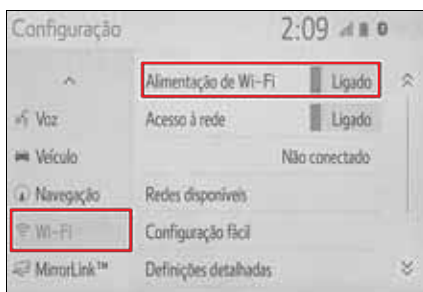 Configuração 2:09
Alimentação de Wi-Fi Ligado
Voz Acesso à rede Ligado
Veículo Não conectado
Navegação Redes disponíveis
Wi-Fi Configuração fácil
MirrorLink™ Definições detalhadas